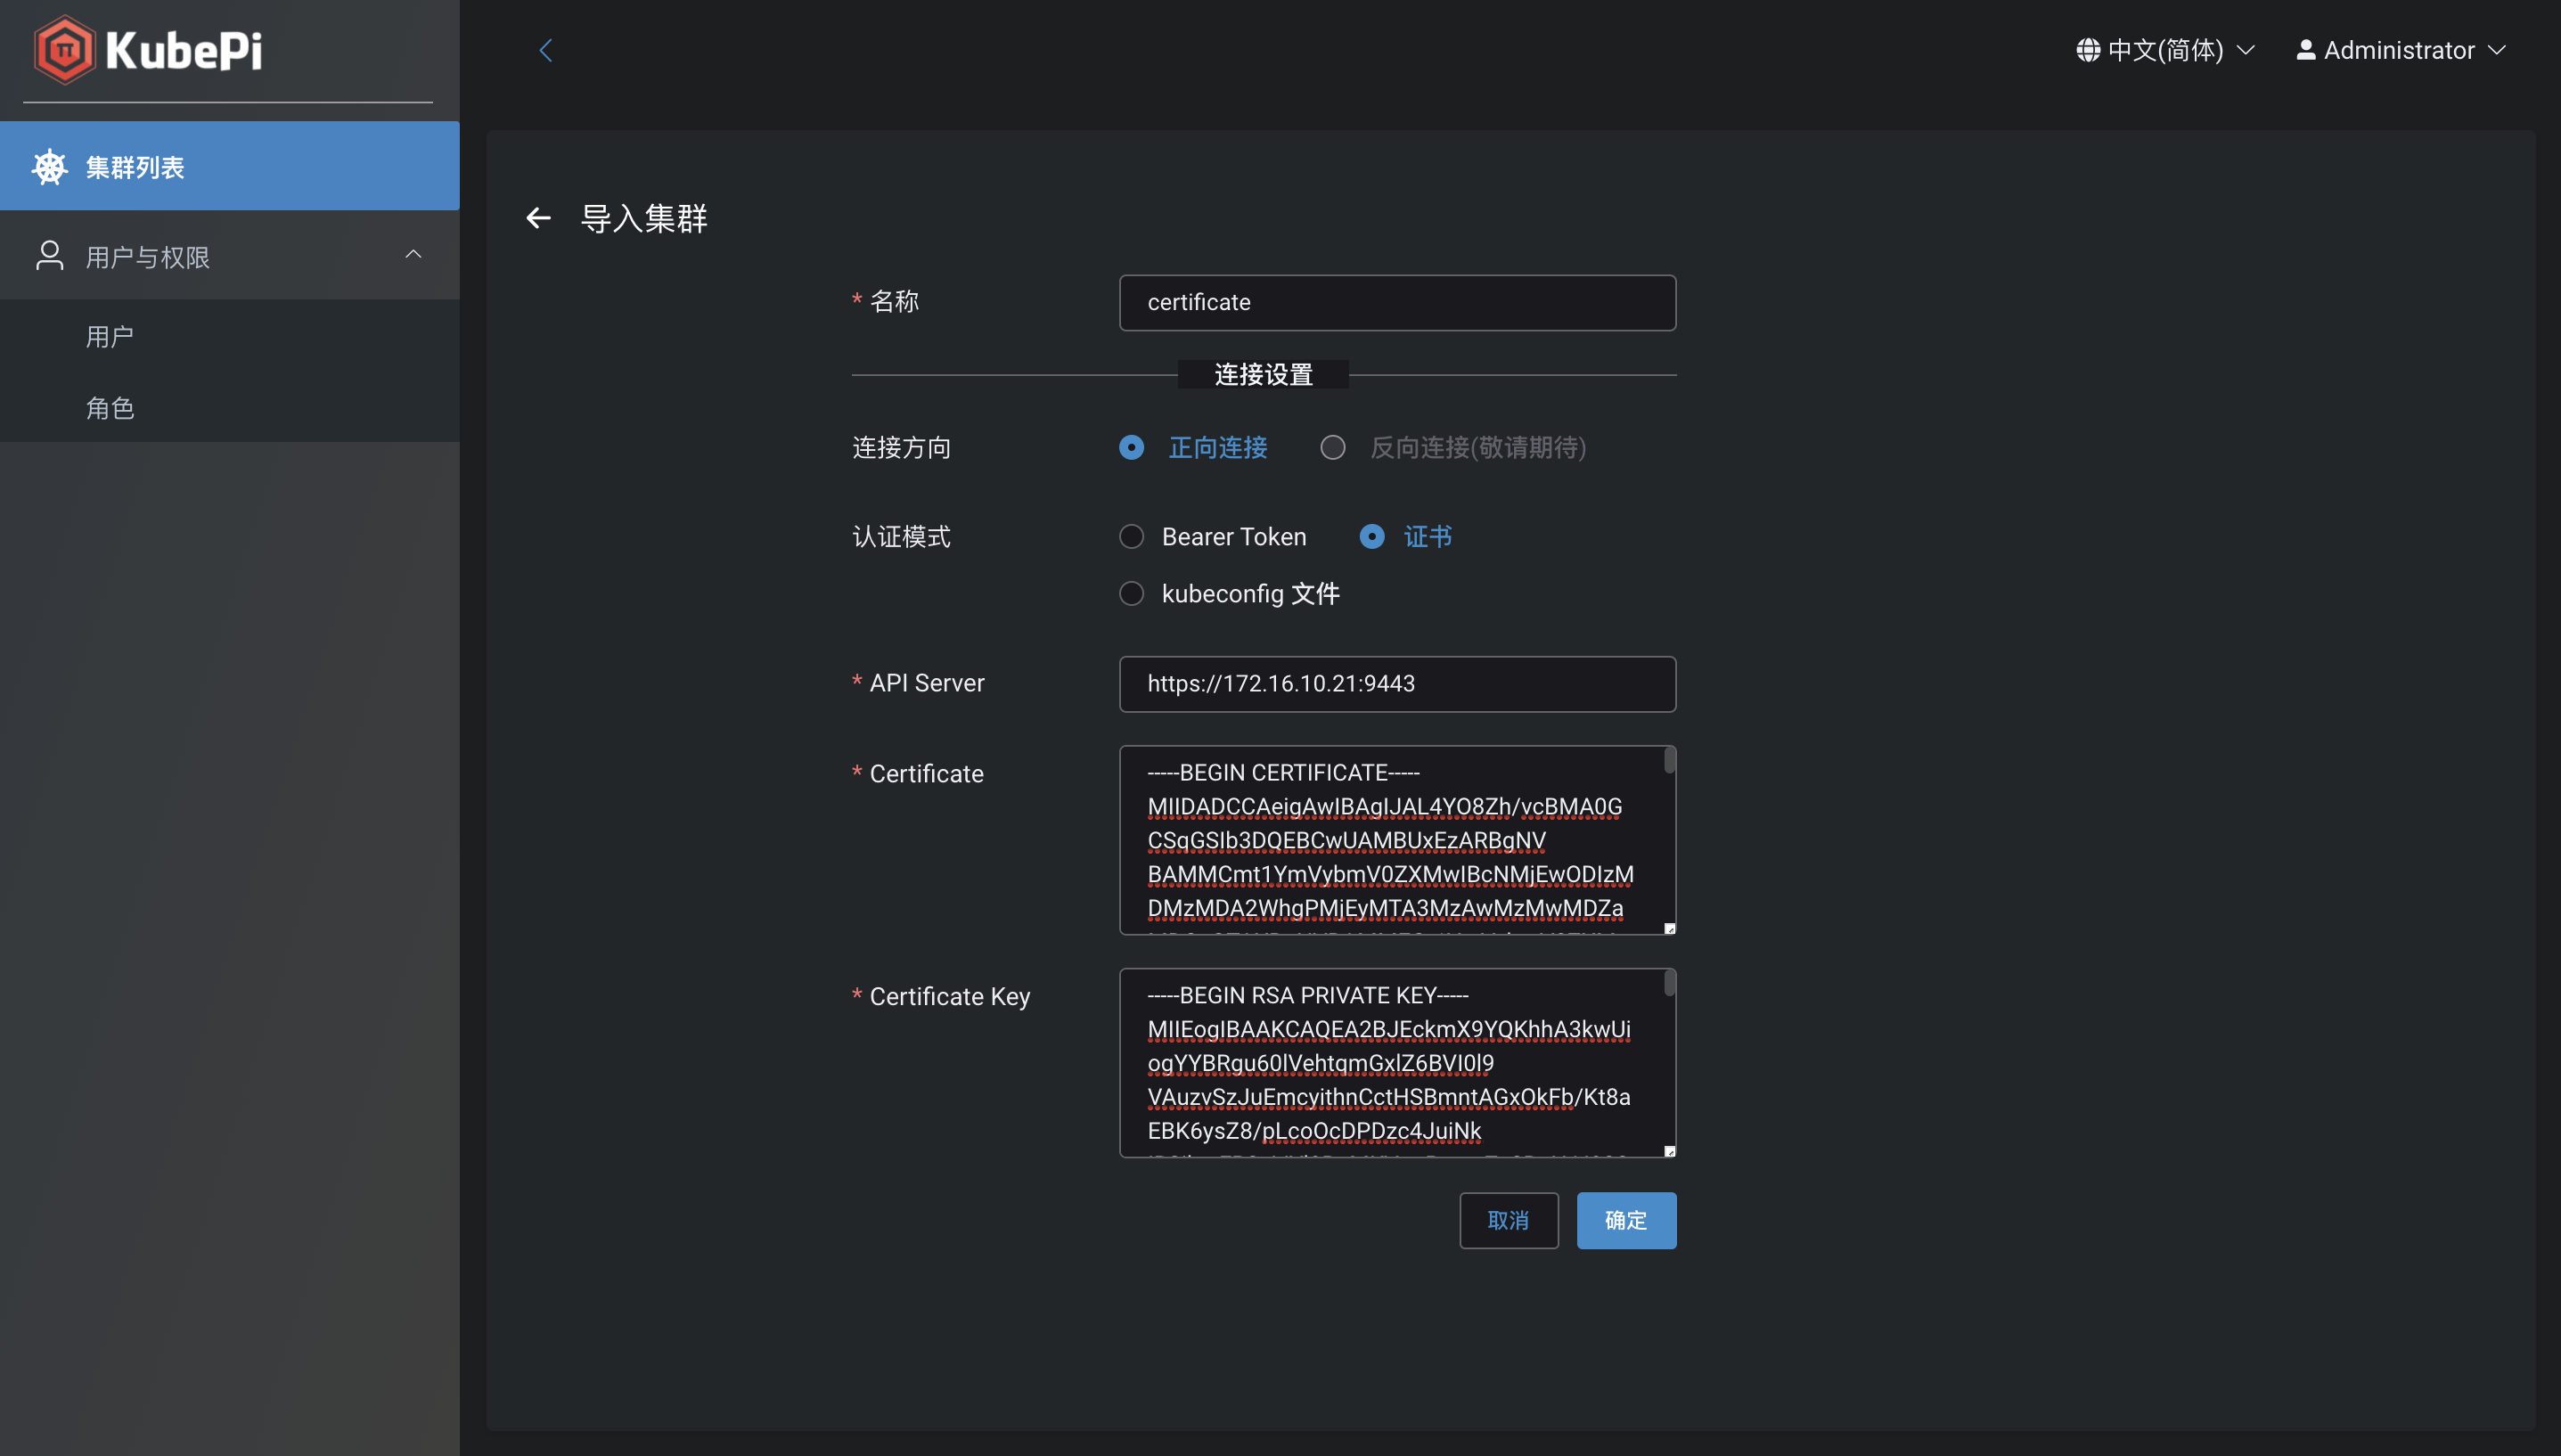 KubePi
中文(简体)
Administrator
集群列表
用户与权限
用户
角色
导入集群
* 名称
certificate
连接设置
连接方向
正向连接
反向连接(敬请期待)
认证模式
Bearer Token
证书
kubeconfig 文件
* API Server
https://172.16.10.21:9443
* Certificate
-----BEGIN CERTIFICATE-----
MIIDADCCAeigAwIBAgIJAL4YO8Zh/vcBMA0G
CSqGSIb3DQEBCwUAMBUxEzARBgNV
BAMMCmt1YmVybmV0ZXMwIBcNMjEwODIzM
DMzMDA2WhgPMjEyMTA3MzAwMzMwMDZa
* Certificate Key
-----BEGIN RSA PRIVATE KEY-----
MIIEogIBAAKCAQEA2BJEckmX9YQKhhA3kwUi
ogYYBRgu60lVehtqmGxlZ6BVI0l9
VAuzvSzJuEmcyithnCctHSBmntAGxOkFb/Kt8a
EBK6ysZ8/pLcoOcDPDzc4JuiNk
取消
确定